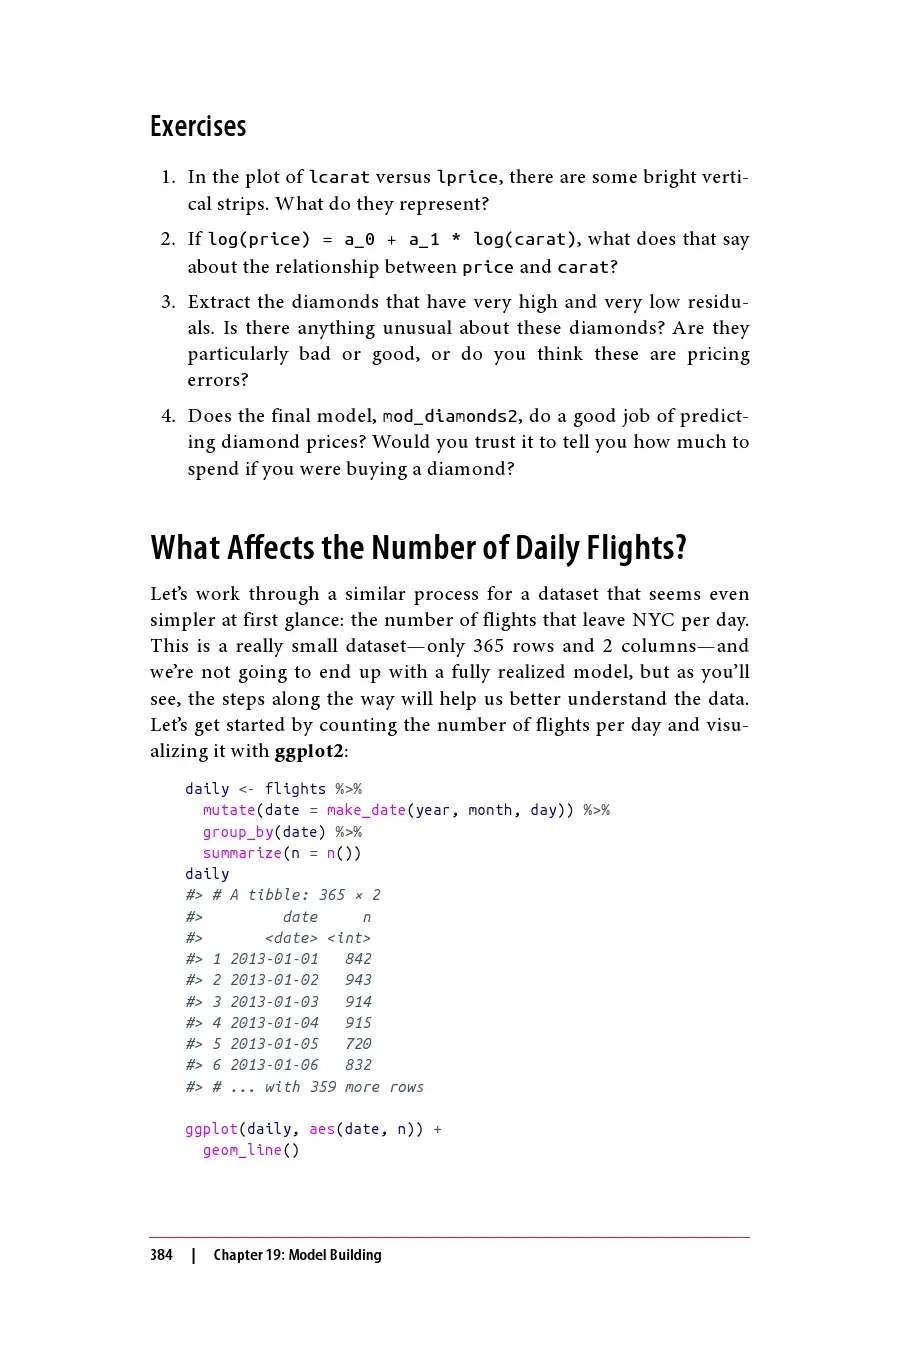 Exercises
1. In the plot of lcarat versus lprice, there are some bright verti-
cal strips. What do they represent?
2. If log(price) = a_0 + a_1 * log(carat), what does that say
about the relationship between price and carat?
3. Extract the diamonds that have very high and very low residu-
als. Is there anything unusual about these diamonds? Are they
particularly bad or good, or do you think these are pricing
errors?
4. Does the final model, mod_diamonds2, do a good job of predict-
ing diamond prices? Would you trust it to tell you how much to
spend if you were buying a diamond?
What Affects the Number of Daily Flights?
Let’s work through a similar process for a dataset that seems even
simpler at first glance: the number of flights that leave NYC per day.
This is a really small dataset—only 365 rows and 2 columns—and
we’re not going to end up with a fully realized model, but as you’ll
see, the steps along the way will help us better understand the data.
Let’s get started by counting the number of flights per day and visu-
alizing it with ggplot2:
daily <- flights %>%
  mutate(date = make_date(year, month, day)) %>%
  group_by(date) %>%
  summarize(n = n())
daily
#> # A tibble: 365 × 2
#>         date     n
#>       <date> <int>
#> 1 2013-01-01   842
#> 2 2013-01-02   943
#> 3 2013-01-03   914
#> 4 2013-01-04   915
#> 5 2013-01-05   720
#> 6 2013-01-06   832
#> # ... with 359 more rows
ggplot(daily, aes(date, n)) +
  geom_line()
384 | Chapter 19: Model Building